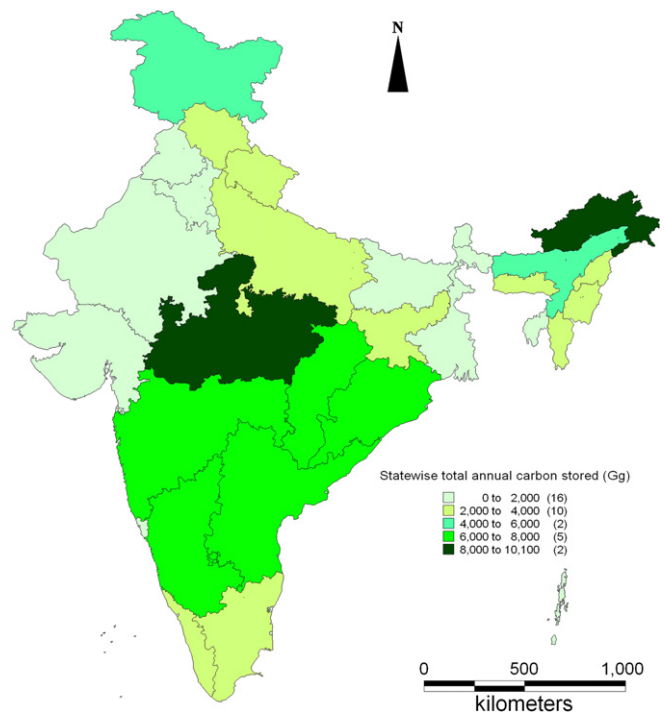 N
Statewise total annual carbon stored (Gg)
0 to 2,000 (16)
2,000 to 4,000 (10)
4,000 to 6,000 (2)
6,000 to 8,000 (5)
8,000 to 10,100 (2)
0 500 1,000
kilometers